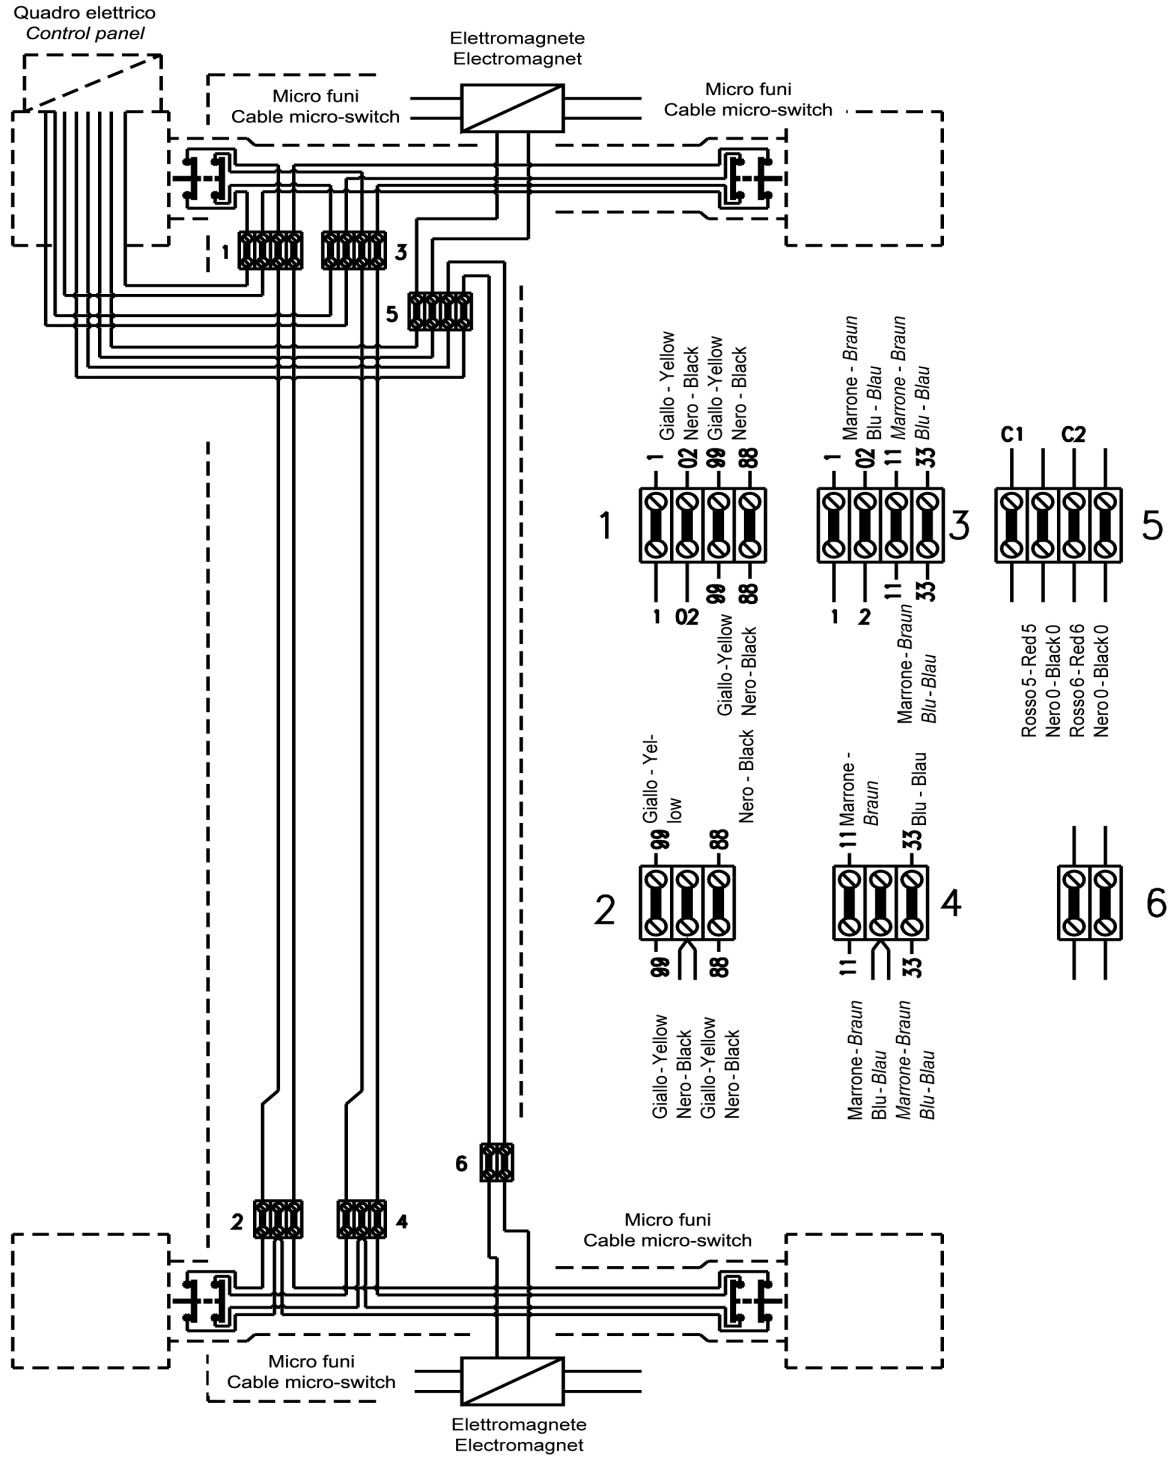 Quadro elettrico
Control panel
Elettromagnete
Electromagnet
Micro funi
Cable micro-switch
Micro funi
Cable micro-switch
1
3
5
Giallo - Yellow
Nero - Black
Giallo - Yellow
Nero - Black
1
02
99
88
1
1
02
99
88
Giallo - Yellow
Nero - Black
Marrone - Braun
Blu - Blau
Marrone - Braun
Blu - Blau
1
02
11
33
3
1
2
11
33
Marrone - Braun
Blu - Blau
C1
C2
5
Rosso 5 - Red 5
Nero 0 - Black 0
Rosso 6 - Red 6
Nero 0 - Black 0
Giallo - Yel-
low
Nero - Black
99
88
2
99
88
Giallo - Yellow
Nero - Black
Giallo - Yellow
Nero - Black
Marrone -
Braun
Blu - Blau
11
33
4
11
33
Marrone - Braun
Blu - Blau
Marrone - Braun
Blu - Blau
6
6
2
4
Micro funi
Cable micro-switch
Micro funi
Cable micro-switch
Elettromagnete
Electromagnet